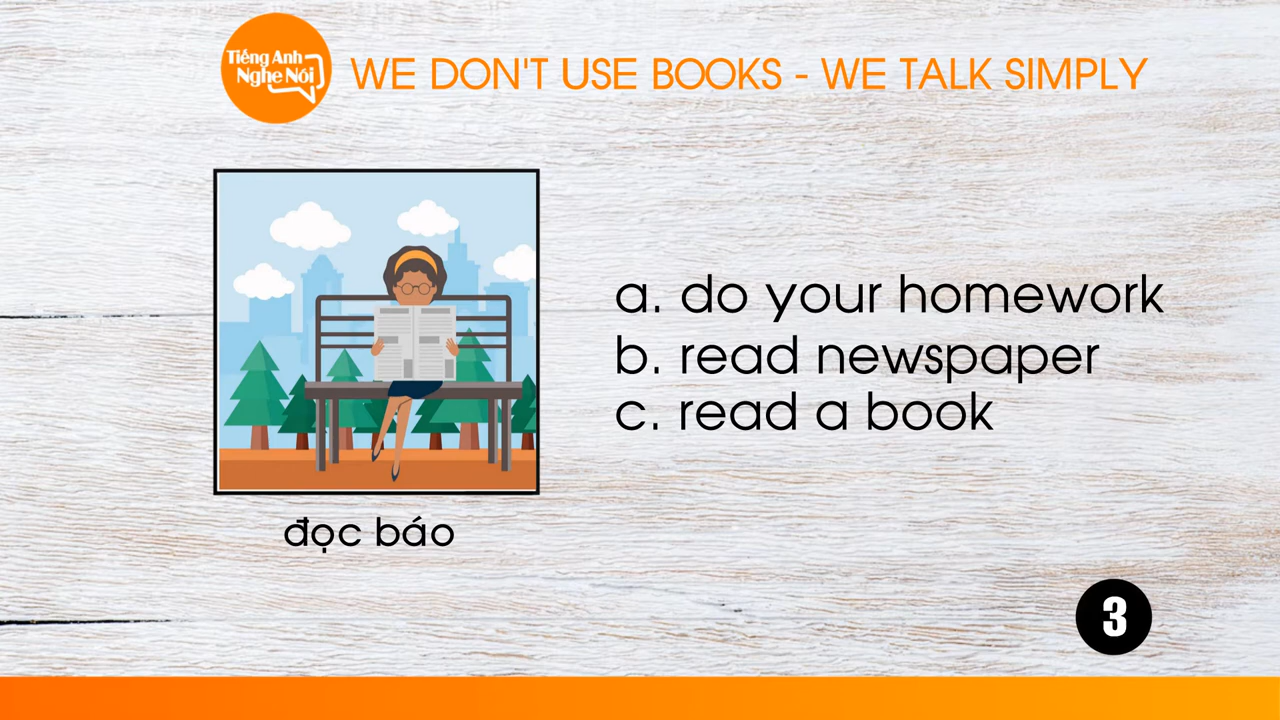 Tiếng Anh
Nghe Nói
WE DON'T USE BOOKS - WE TALK SIMPLY
a. do your homework
b. read newspaper
c. read a book
đọc báo
3